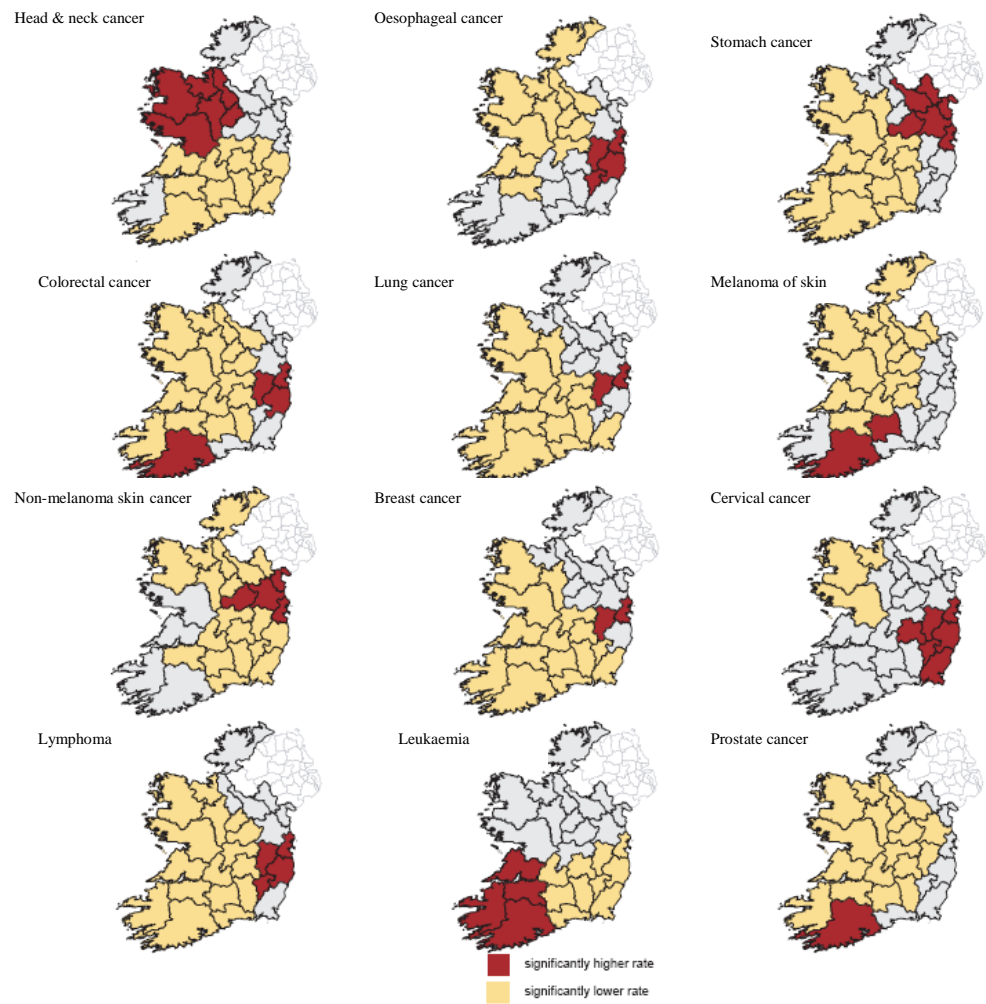 Head & neck cancer
Oesophageal cancer
Stomach cancer
Colorectal cancer
Lung cancer
Melanoma of skin
Non-melanoma skin cancer
Breast cancer
Cervical cancer
Lymphoma
Leukaemia
Prostate cancer
significantly higher rate
significantly lower rate